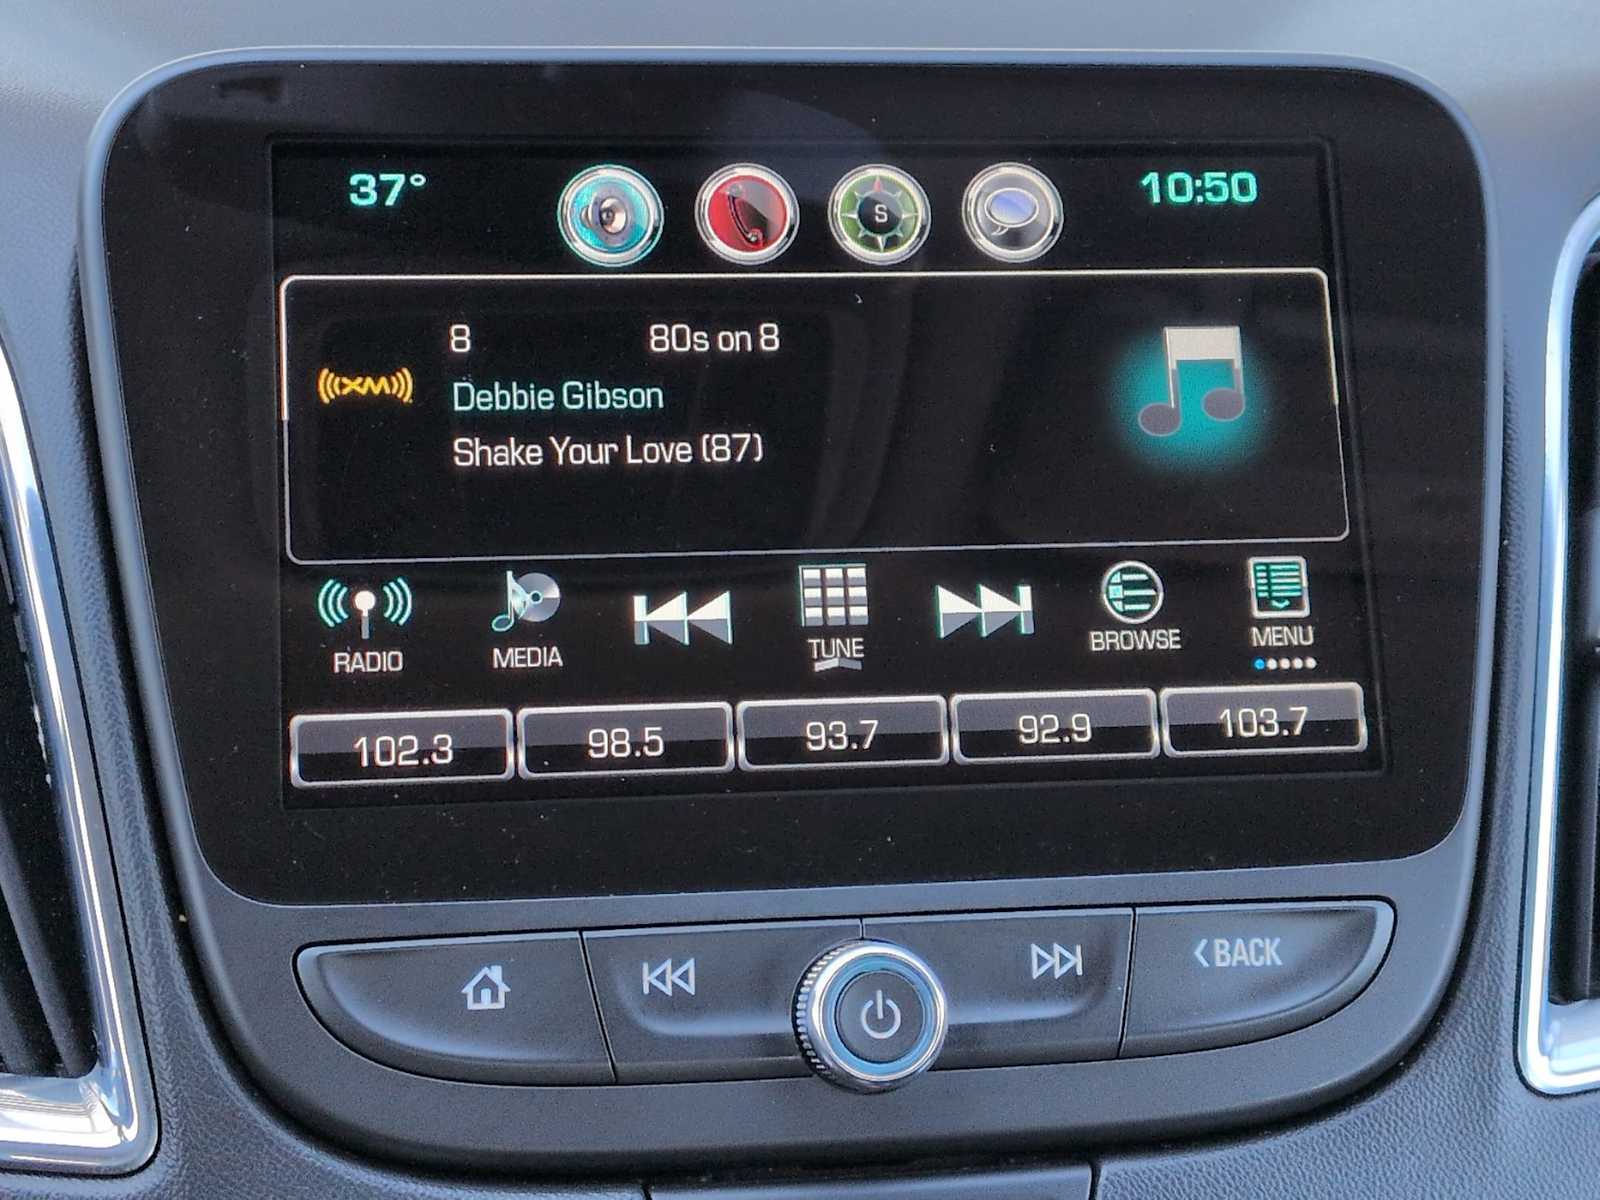 37° 10:50
S
8 80s on 8
(((XM)))
Debbie Gibson
Shake Your Love (87)
RADIO MEDIA TUNE BROWSE MENU
102.3 98.5 93.7 92.9 103.7
BACK